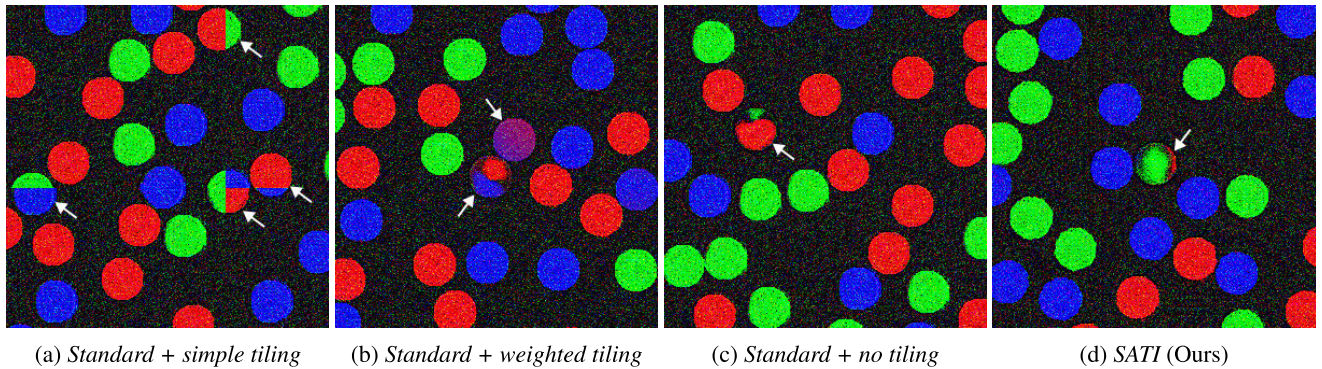 (a) Standard + simple tiling
(b) Standard + weighted tiling
(c) Standard + no tiling
(d) SATI (Ours)